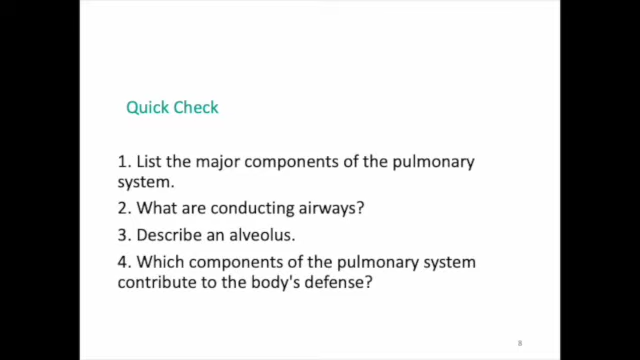 Quick Check
1. List the major components of the pulmonary
system.
2. What are conducting airways?
3. Describe an alveolus.
4. Which components of the pulmonary system
contribute to the body's defense?
8